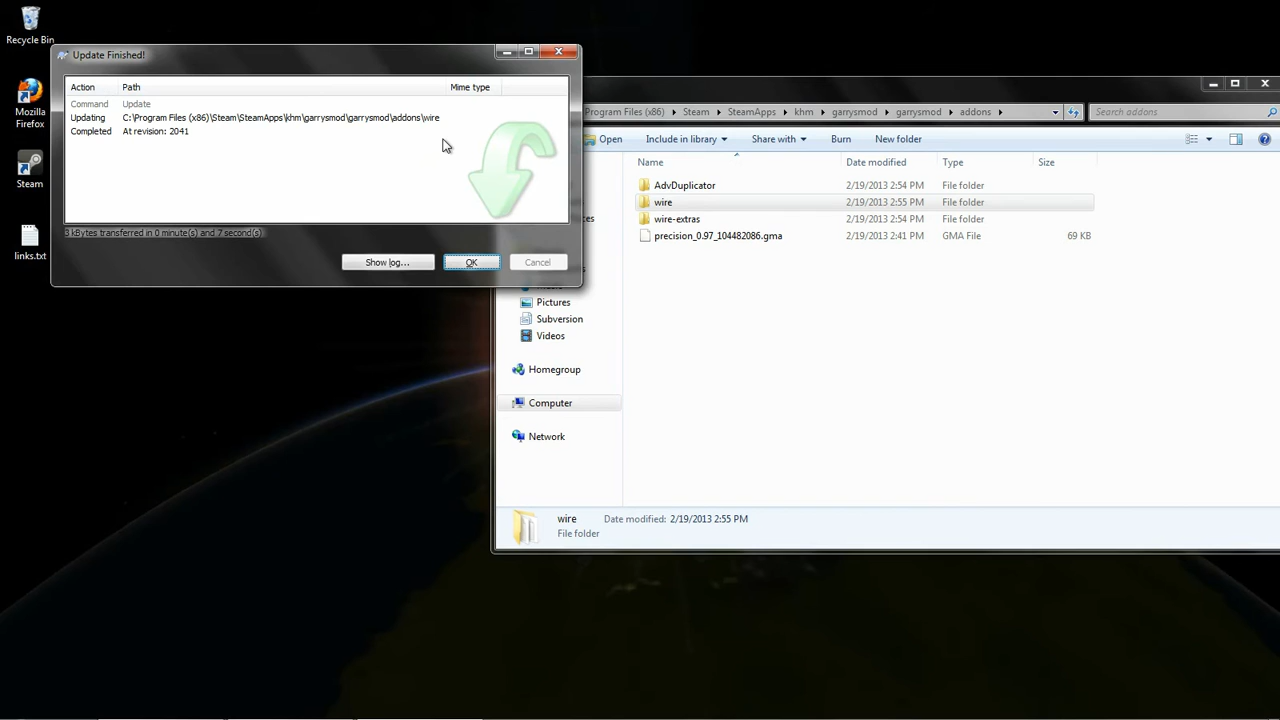 Recycle Bin
Mozilla
Firefox
Steam
links.txt
Update Finished!
Action Path Mime type
Command Update
Updating C:\Program Files (x86)\Steam\SteamApps\khm\garrysmod\garrysmod\addons\wire
Completed At revision: 2041
kBytes transferred in 0 minute(s) and 7 second(s)
Show log... OK Cancel
Program Files (x86) Steam SteamApps khm garrysmod garrysmod addons Search addons
Open Include in library Share with Burn New folder
Name Date modified Type Size
AdvDuplicator 2/19/2013 2:54 PM File folder
wire 2/19/2013 2:55 PM File folder
wire-extras 2/19/2013 2:54 PM File folder
precision_0.97_104482086.gma 2/19/2013 2:41 PM GMA File 69 KB
Pictures
Subversion
Videos
Homegroup
Computer
Network
wire Date modified: 2/19/2013 2:55 PM
File folder